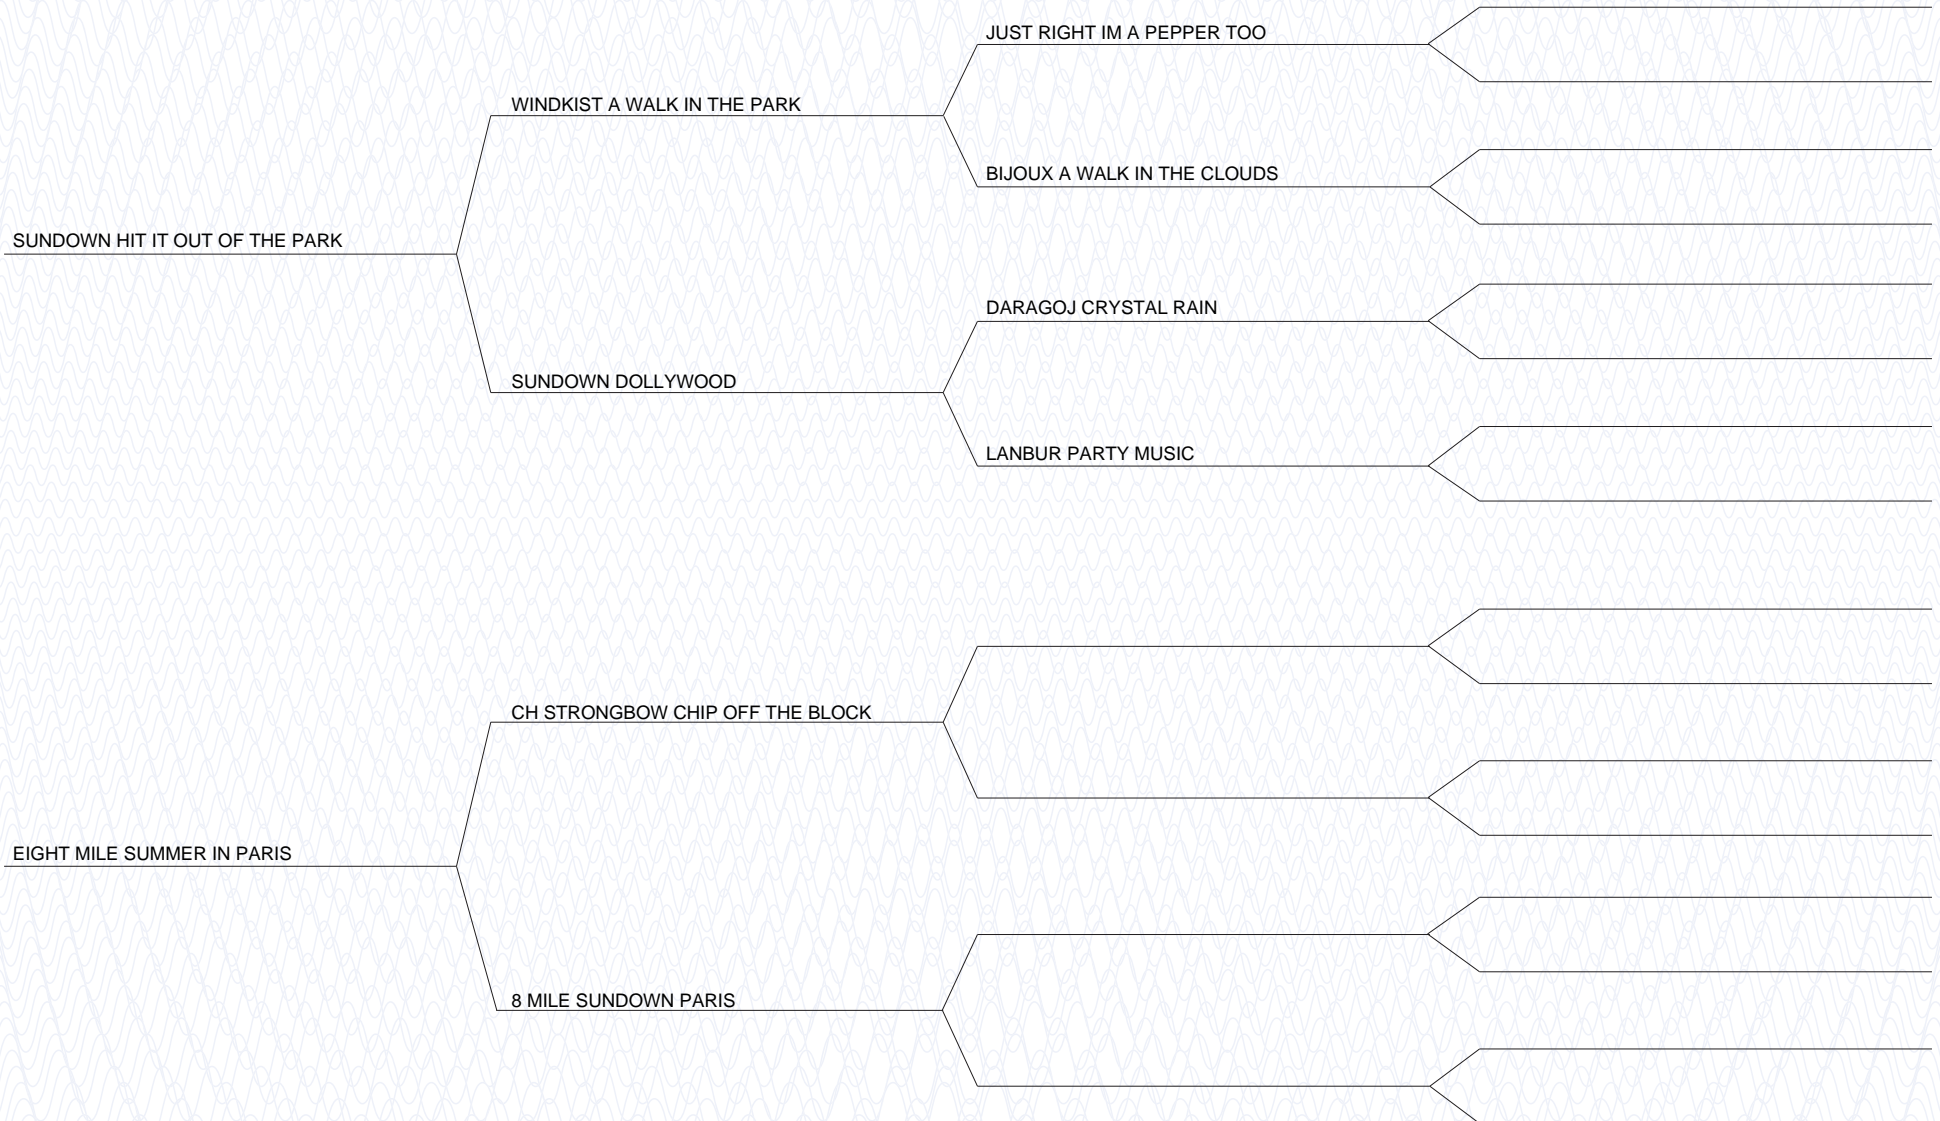 JUST RIGHT IM A PEPPER TOO
WINDKIST A WALK IN THE PARK
BIJOUX A WALK IN THE CLOUDS
SUNDOWN HIT IT OUT OF THE PARK
DARAGOJ CRYSTAL RAIN
SUNDOWN DOLLYWOOD
LANBUR PARTY MUSIC
CH STRONGBOW CHIP OFF THE BLOCK
EIGHT MILE SUMMER IN PARIS
8 MILE SUNDOWN PARIS